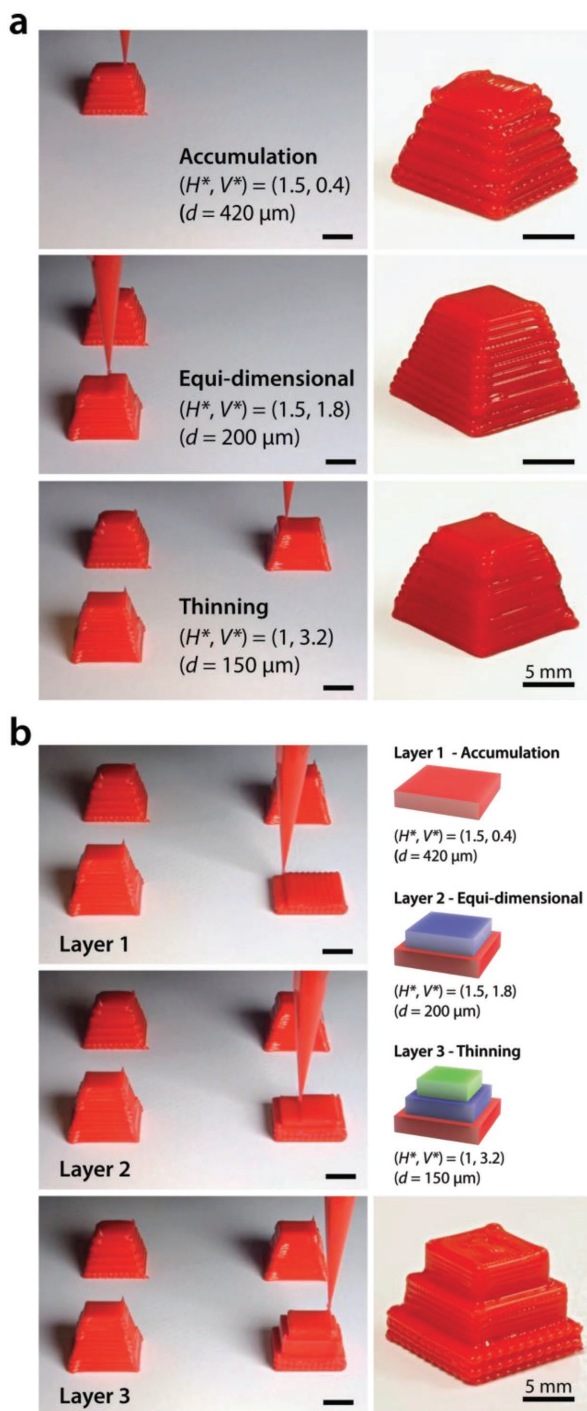 a
Accumulation
(H*, V*) = (1.5, 0.4)
(d = 420 μm)
Equi-dimensional
(H*, V*) = (1.5, 1.8)
(d = 200 μm)
Thinning
(H*, V*) = (1, 3.2)
(d = 150 μm)
5 mm
b
Layer 1
Layer 1 - Accumulation
(H*, V*) = (1.5, 0.4)
(d = 420 μm)
Layer 2 - Equi-dimensional
(H*, V*) = (1.5, 1.8)
(d = 200 μm)
Layer 2
Layer 3 - Thinning
(H*, V*) = (1, 3.2)
(d = 150 μm)
Layer 3
5 mm